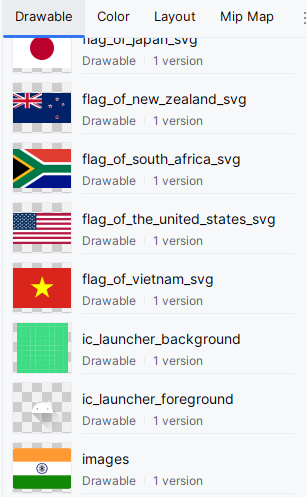 Drawable Color Layout Mip Map
flag_of_japan_svg
Drawable 1 version
flag_of_new_zealand_svg
Drawable 1 version
flag_of_south_africa_svg
Drawable 1 version
flag_of_the_united_states_svg
Drawable 1 version
flag_of_vietnam_svg
Drawable 1 version
ic_launcher_background
Drawable 1 version
ic_launcher_foreground
Drawable 1 version
images
Drawable 1 version